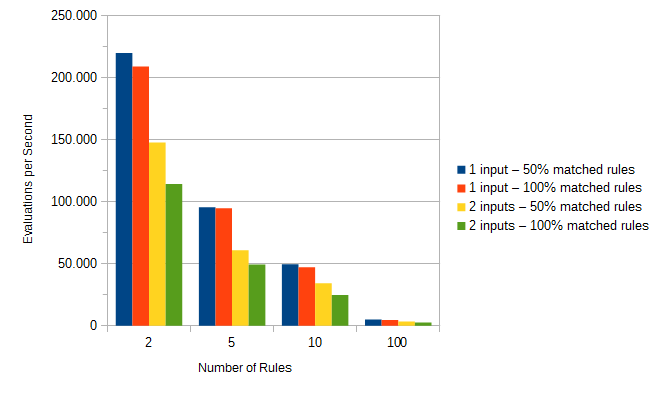 250.000
200.000
150.000
100.000
50.000
0
Evaluations per Second
2 5 10 100
Number of Rules
1 input – 50% matched rules
1 input – 100% matched rules
2 inputs – 50% matched rules
2 inputs – 100% matched rules